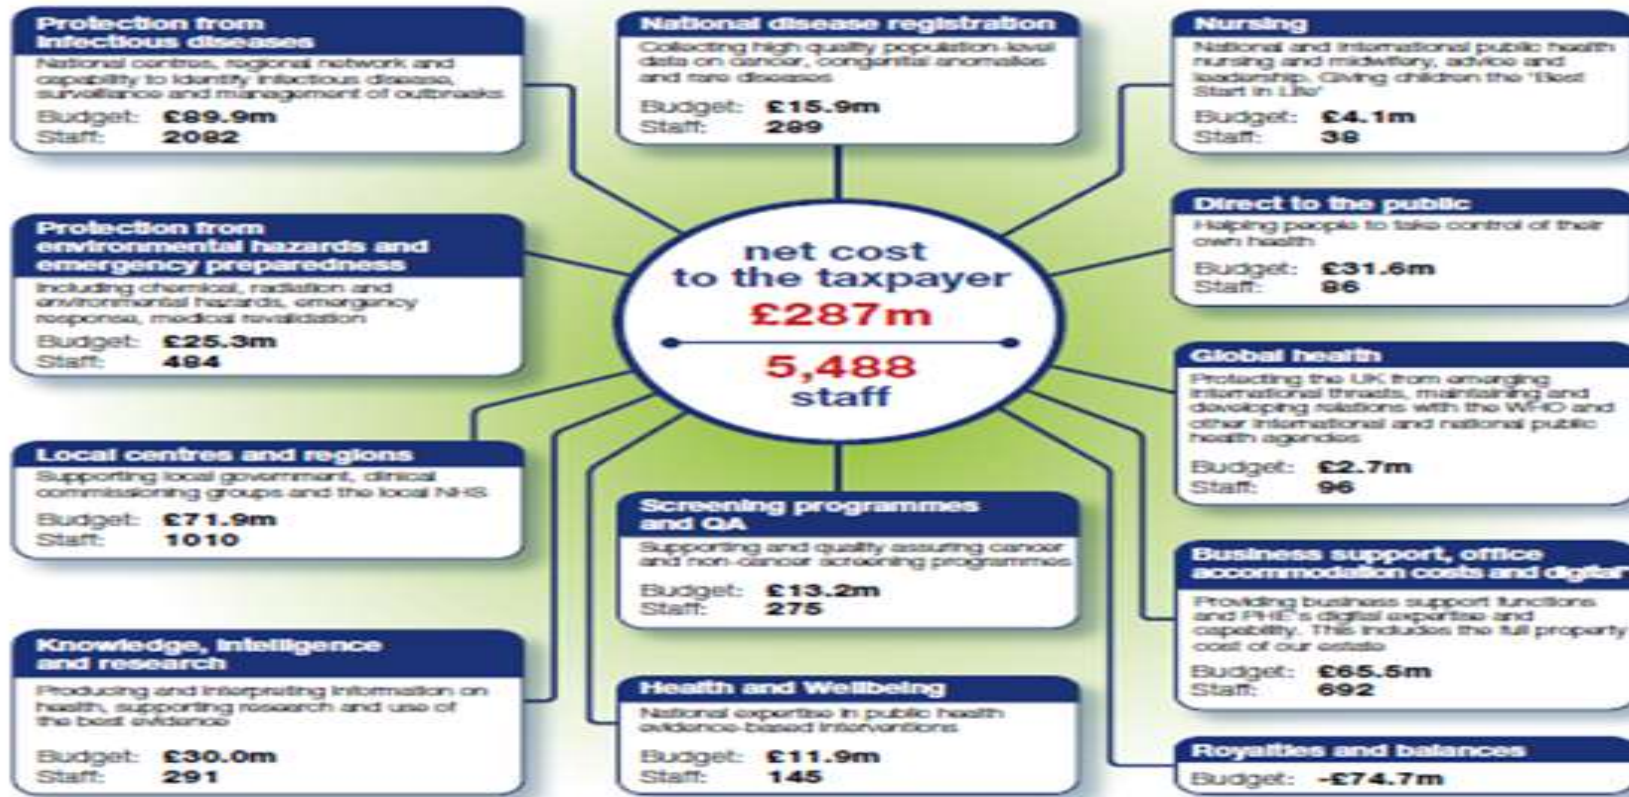 Protection from
infectious diseases
National centres, regional network and
capability to identify infectious disease,
surveillance and management of outbreaks
Budget: £89.9m
Staff: 2082
National disease registration
Collecting high quality population-level
data on cancer, congenital anomalies
and rare diseases
Budget: £15.9m
Staff: 289
Nursing
National and international public health
nursing and midwifery, advice and
leadership. Giving children the 'Best
Start in Life'
Budget: £4.1m
Staff: 38
Protection from
environmental hazards and
emergency preparedness
Including chemical, radiation and
environmental hazards, emergency
response, medical revalidation
Budget: £25.3m
Staff: 484
net cost
to the taxpayer
£287m
5,488
staff
Direct to the public
Helping people to take control of their
own health
Budget: £31.6m
Staff: 86
Global health
Protecting the UK from emerging
international threats, maintaining and
developing relations with the WHO and
other international and national public
health agencies
Budget: £2.7m
Staff: 96
Local centres and regions
Supporting local government, clinical
commissioning groups and the local NHS
Budget: £71.9m
Staff: 1010
Screening programmes
and QA
Supporting and quality assuring cancer
and non-cancer screening programmes
Budget: £13.2m
Staff: 275
Business support, office
accommodation costs and digital*
Providing business support functions
and PHE's digital expertise and
capability. This includes the full property
cost of our estate
Budget: £65.5m
Staff: 692
Knowledge, intelligence
and research
Producing and interpreting information on
health, supporting research and use of
the best evidence
Budget: £30.0m
Staff: 291
Health and Wellbeing
National expertise in public health
evidence-based interventions
Budget: £11.9m
Staff: 145
Royalties and balances
Budget: -£74.7m